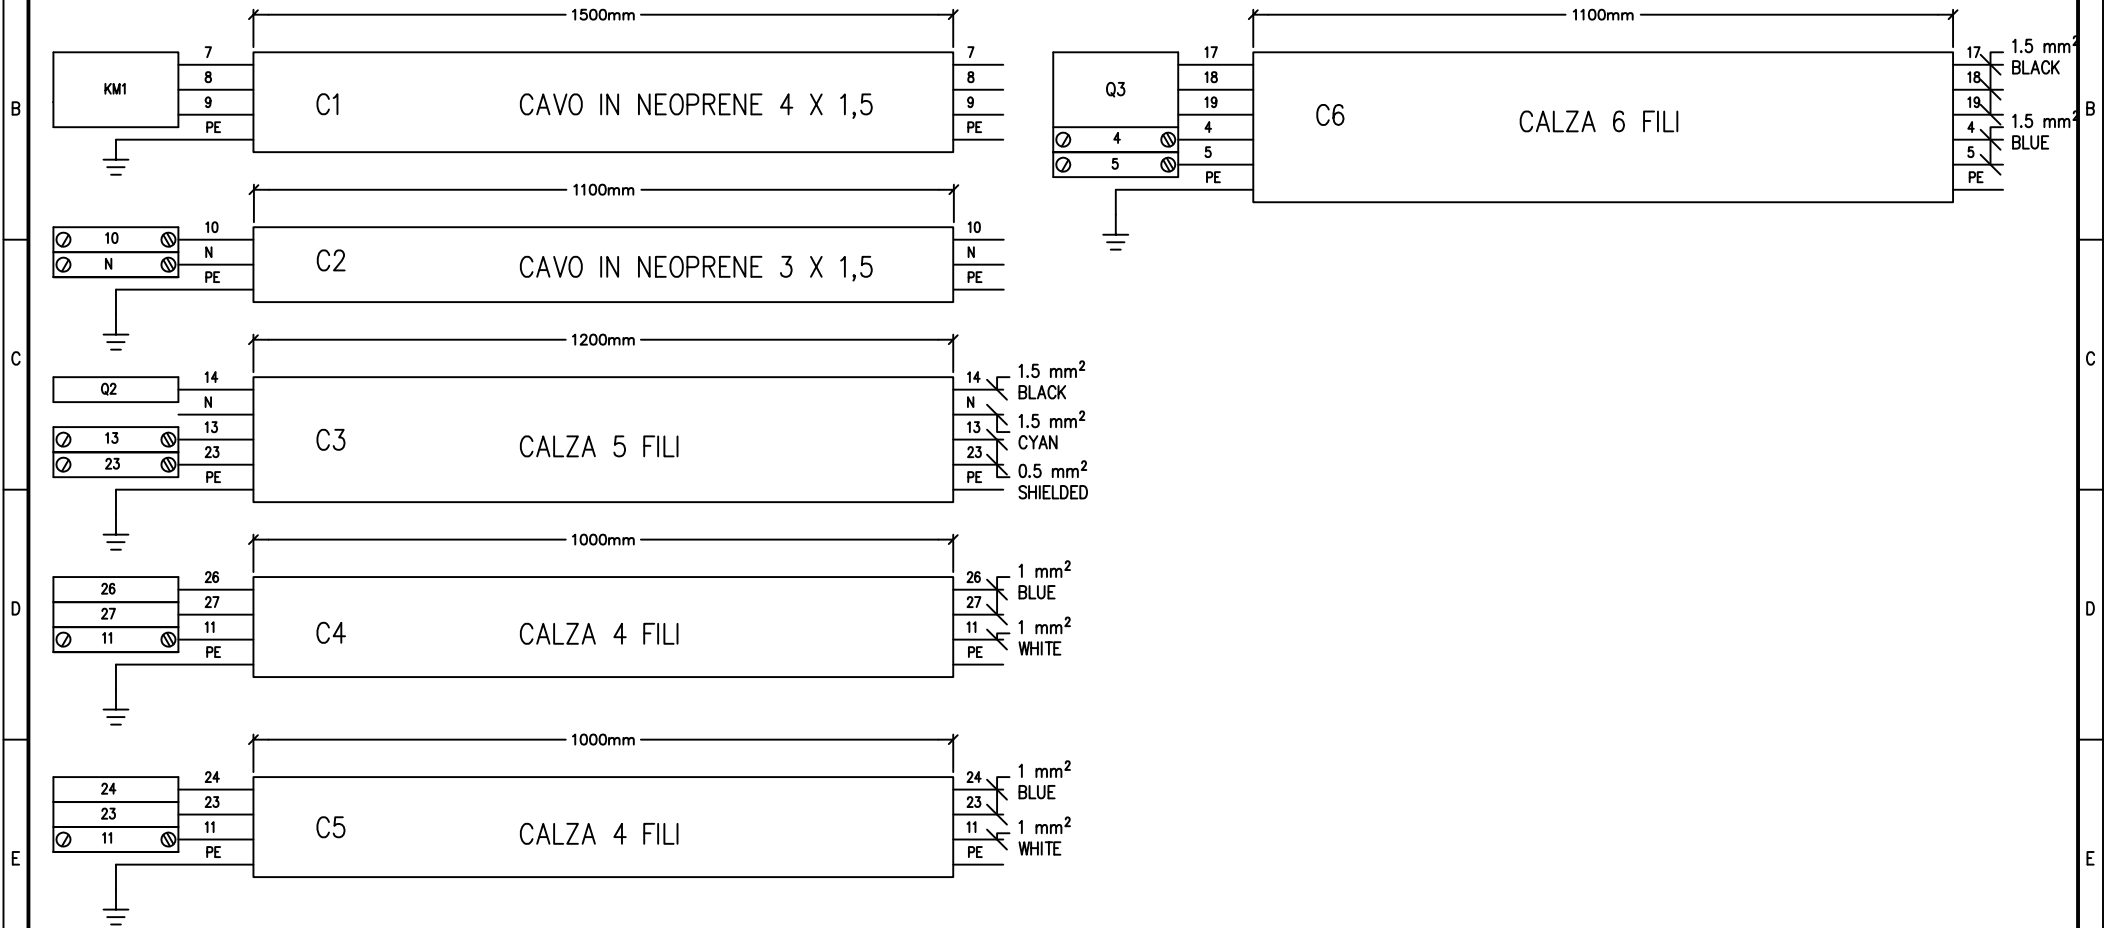 1500mm
KM1
7
8
9
PE
C1
CAVO IN NEOPRENE 4 X 1,5
7
8
9
PE
1100mm
10
N
10
N
PE
C2
CAVO IN NEOPRENE 3 X 1,5
10
N
PE
1200mm
Q2
13
23
14
N
13
23
PE
C3
CALZA 5 FILI
14
N
13
23
PE
1.5 mm²
BLACK
1.5 mm²
CYAN
0.5 mm²
SHIELDED
1000mm
26
27
11
26
27
11
PE
C4
CALZA 4 FILI
26
27
11
PE
1 mm²
BLUE
1 mm²
WHITE
1000mm
24
23
11
24
23
11
PE
C5
CALZA 4 FILI
24
23
11
PE
1 mm²
BLUE
1 mm²
WHITE
1100mm
Q3
4
5
17
18
19
4
5
PE
C6
CALZA 6 FILI
17
18
19
4
5
PE
1.5 mm²
BLACK
1.5 mm²
BLUE
B
C
D
E
B
C
D
E